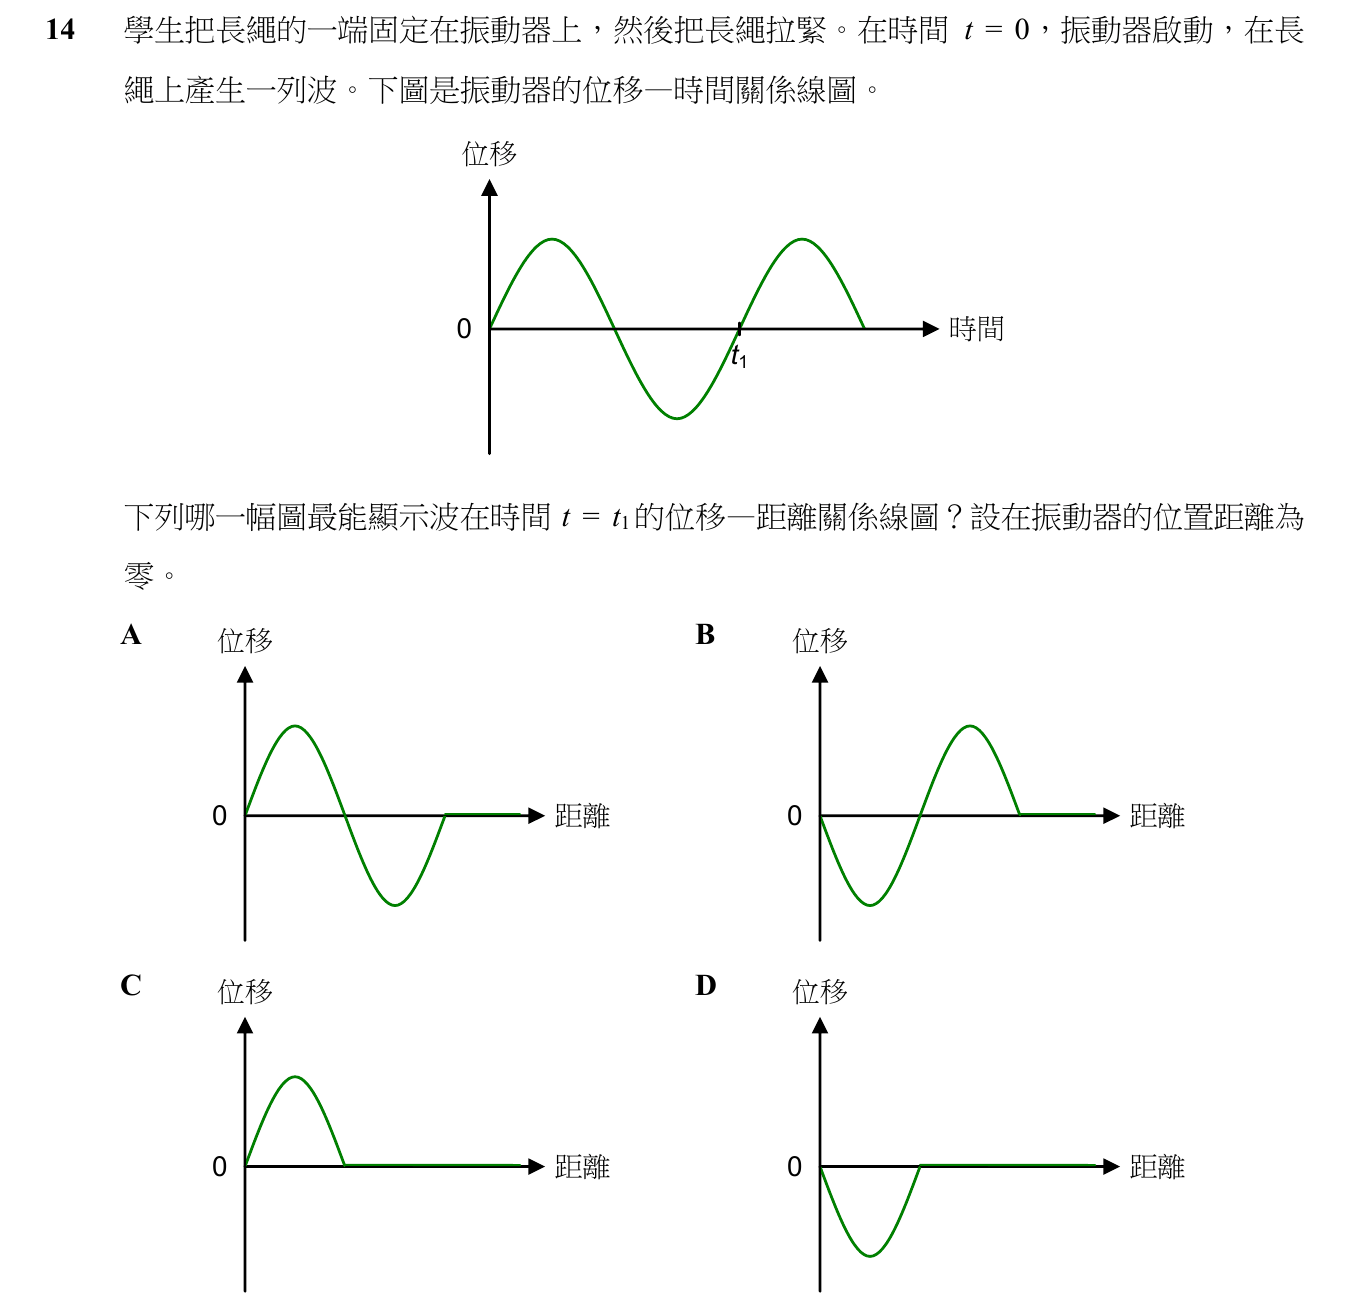 14 學生把長繩的一端固定在振動器上，然後把長繩拉緊。在時間 t = 0，振動器啟動，在長
繩上產生一列波。下圖是振動器的位移—時間關係線圖。
位移
0
時間
t1
下列哪一幅圖最能顯示波在時間 t = t1 的位移—距離關係線圖？設在振動器的位置距離為
零。
A 位移
0 距離
B 位移
0 距離
C 位移
0 距離
D 位移
0 距離